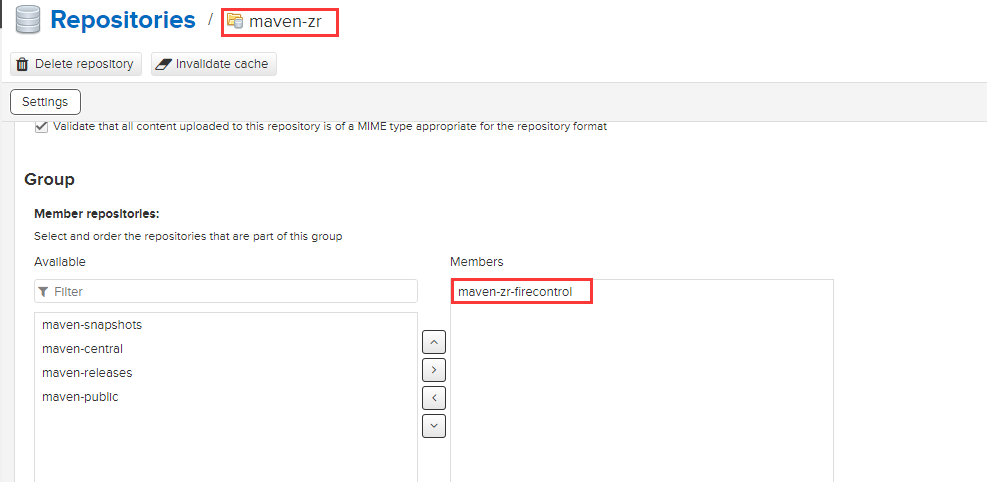 Repositories / maven-zr
Delete repository Invalidate cache
Settings
Validate that all content uploaded to this repository is of a MIME type appropriate for the repository format
Group
Member repositories:
Select and order the repositories that are part of this group
Available Members
Filter maven-zr-firecontrol
maven-snapshots
maven-central
maven-releases
maven-public